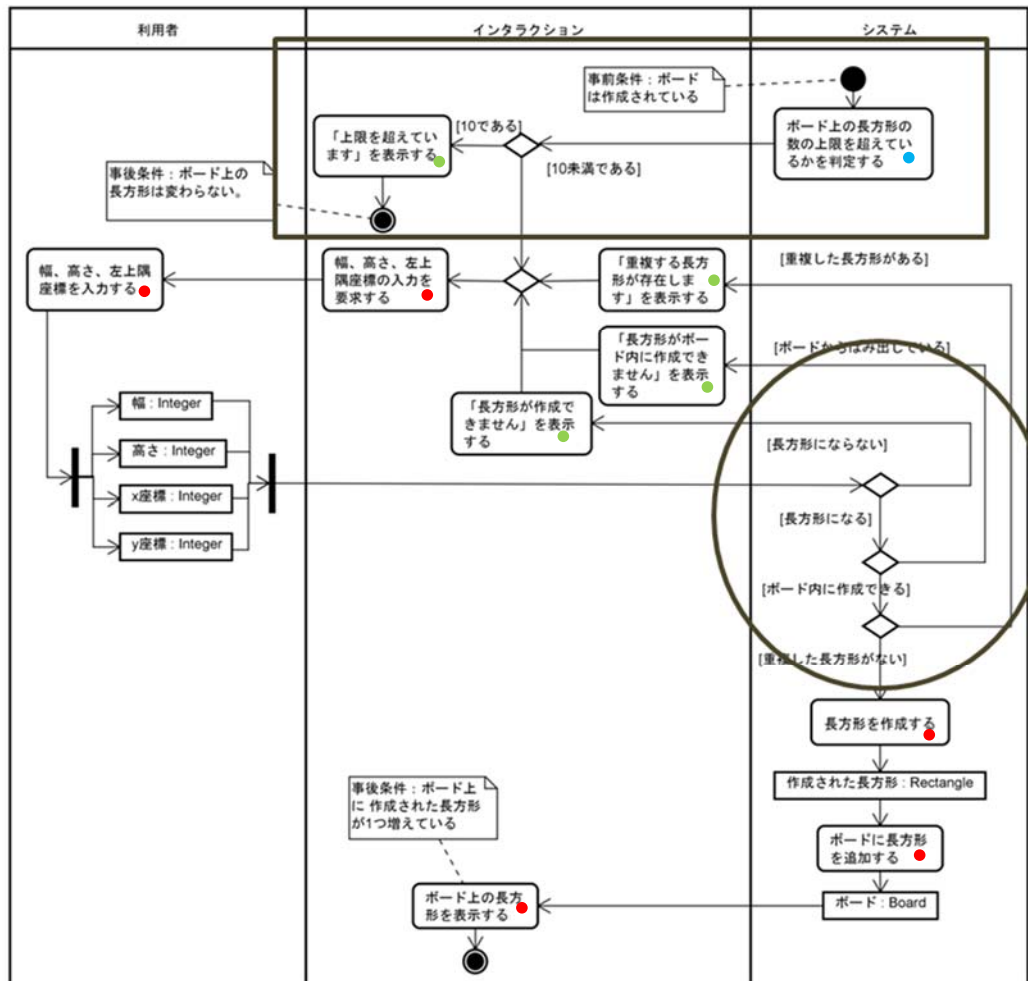 利用者
インタラクション
システム
事前条件：ボード
は作成されている
ボード上の長方形の
数の上限を超えてい
るかを判定する
[10である]
「上限を超えてい
ます」を表示する
[10未満である]
事後条件：ボード上の
長方形は変わらない。
幅、高さ、左上隅
座標を入力する
幅、高さ、左上
隅座標の入力を
要求する
「重複する長方
形が存在しま
す」を表示する
[重複した長方形がある]
「長方形がボー
ド内に作成でき
ません」を表示
する
[ボードからはみ出している]
「長方形が作成で
きません」を表示
する
[長方形にならない]
幅 : Integer
高さ : Integer
x座標 : Integer
y座標 : Integer
[長方形になる]
[ボード内に作成できる]
[重複した長方形がない]
長方形を作成する
作成された長方形 : Rectangle
事後条件：ボード上
に 作成された長方形
が1つ増えている
ボードに長方形
を追加する
ボード上の長方
形を表示する
ボード : Board